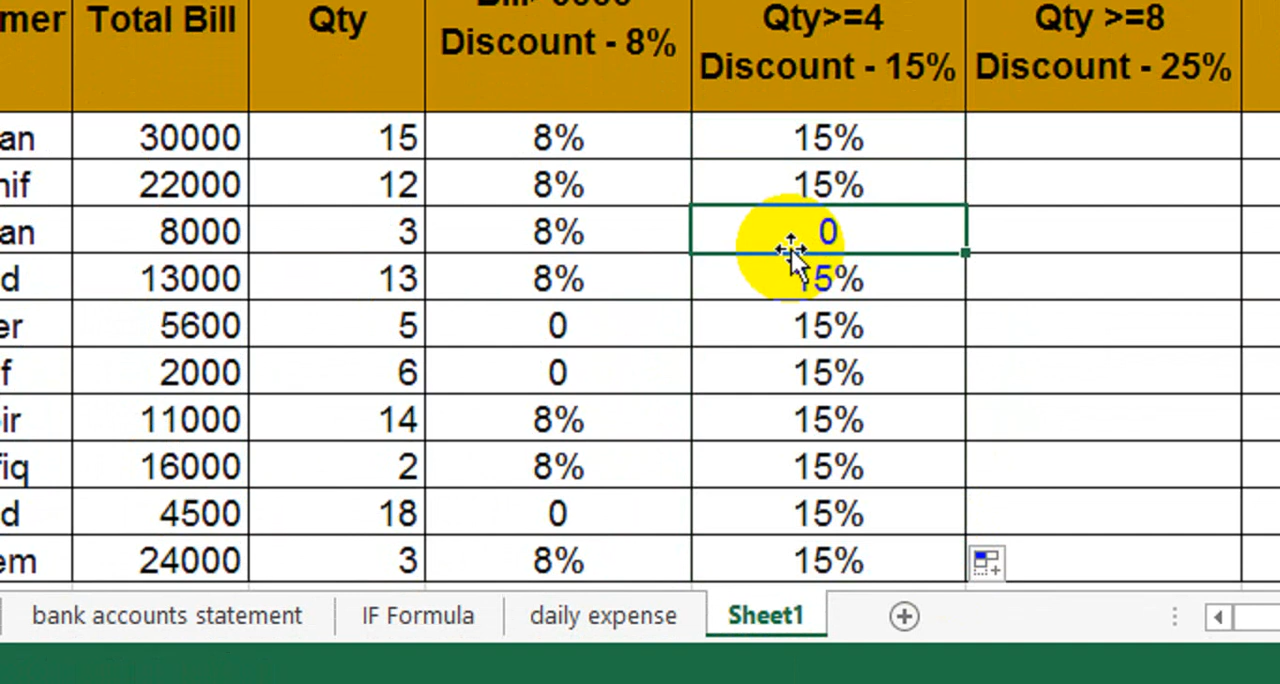 mer Total Bill Qty Discount - 8% Qty>=4 Discount - 15% Qty >=8 Discount - 25%
an 30000 15 8% 15%
nif 22000 12 8% 15%
an 8000 3 8% 0
d 13000 13 8% 15%
er 5600 5 0 15%
f 2000 6 0 15%
ir 11000 14 8% 15%
fiq 16000 2 8% 15%
d 4500 18 0 15%
em 24000 3 8% 15%
bank accounts statement IF Formula daily expense Sheet1